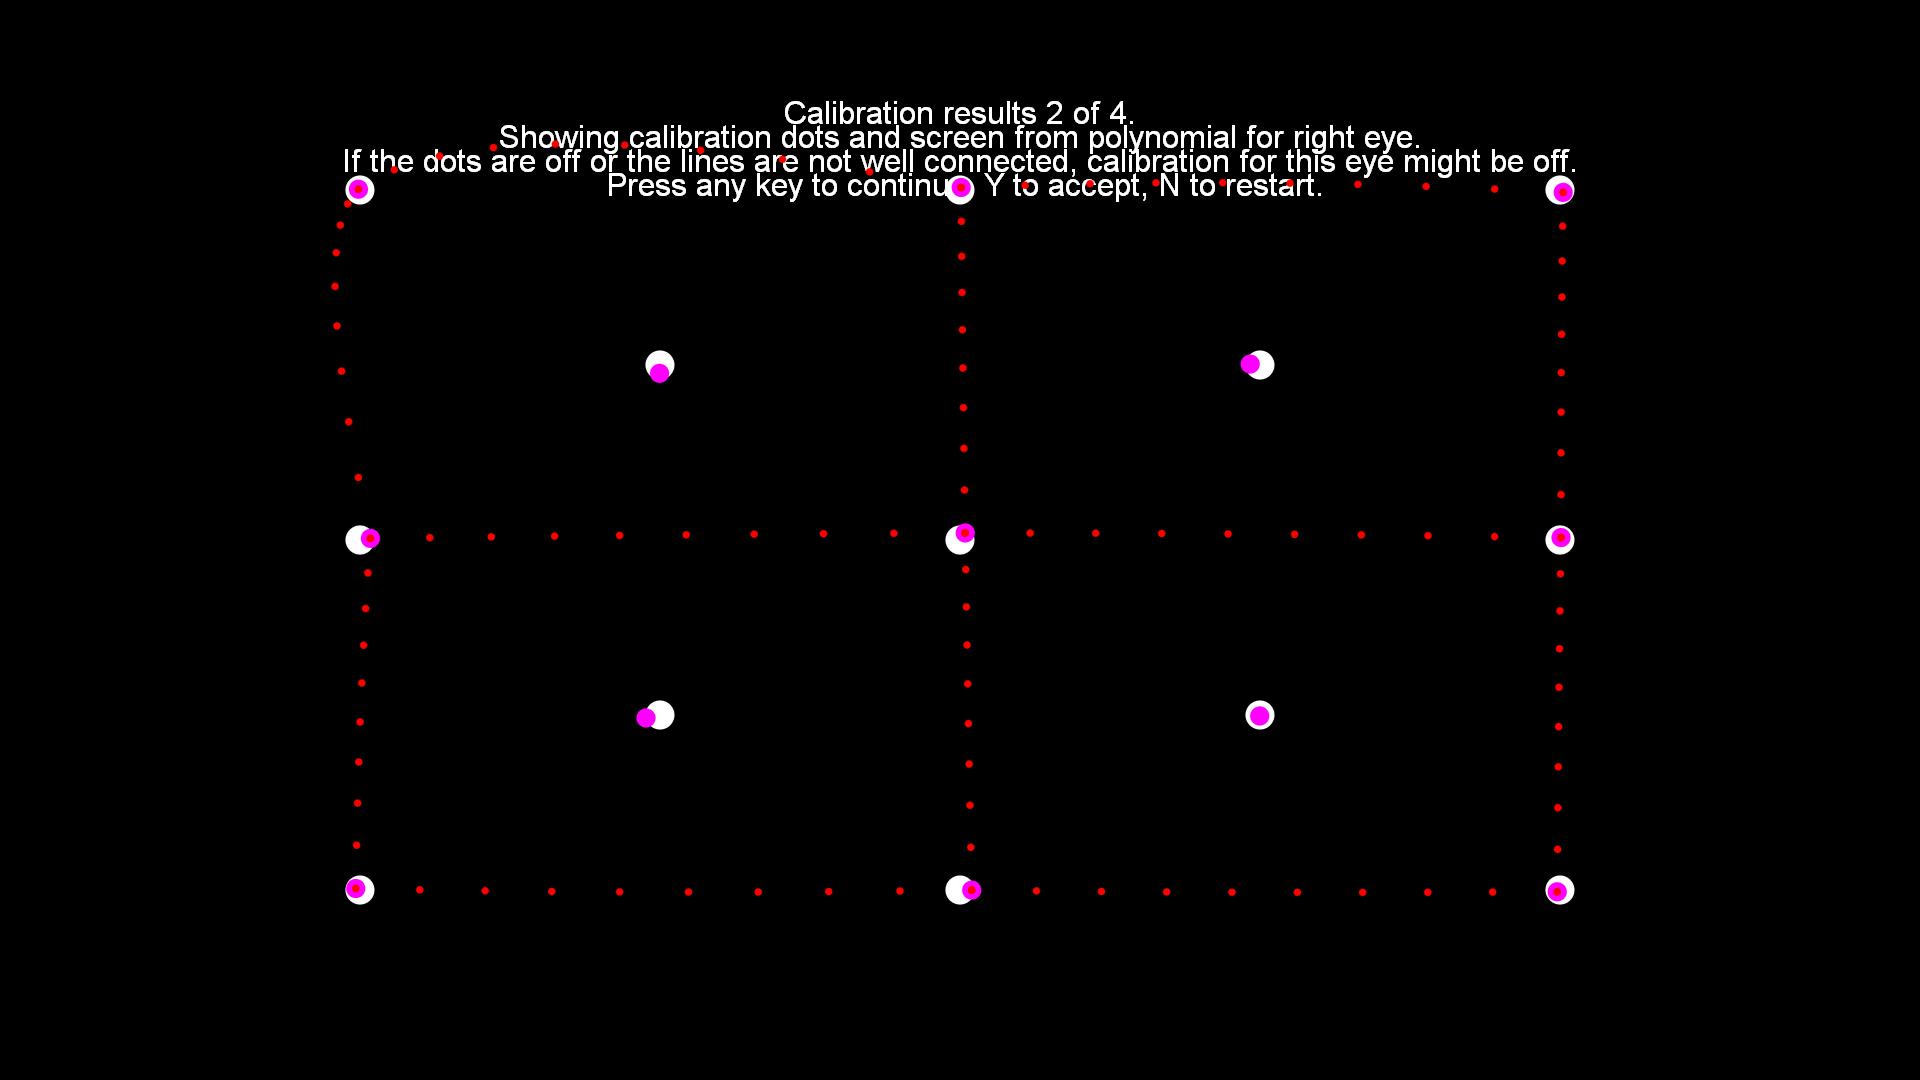 Calibration results 2 of 4.
Showing calibration dots and screen from polynomial for right eye.
If the dots are off or the lines are not well connected, calibration for this eye might be off.
Press any key to continue, Y to accept, N to restart.